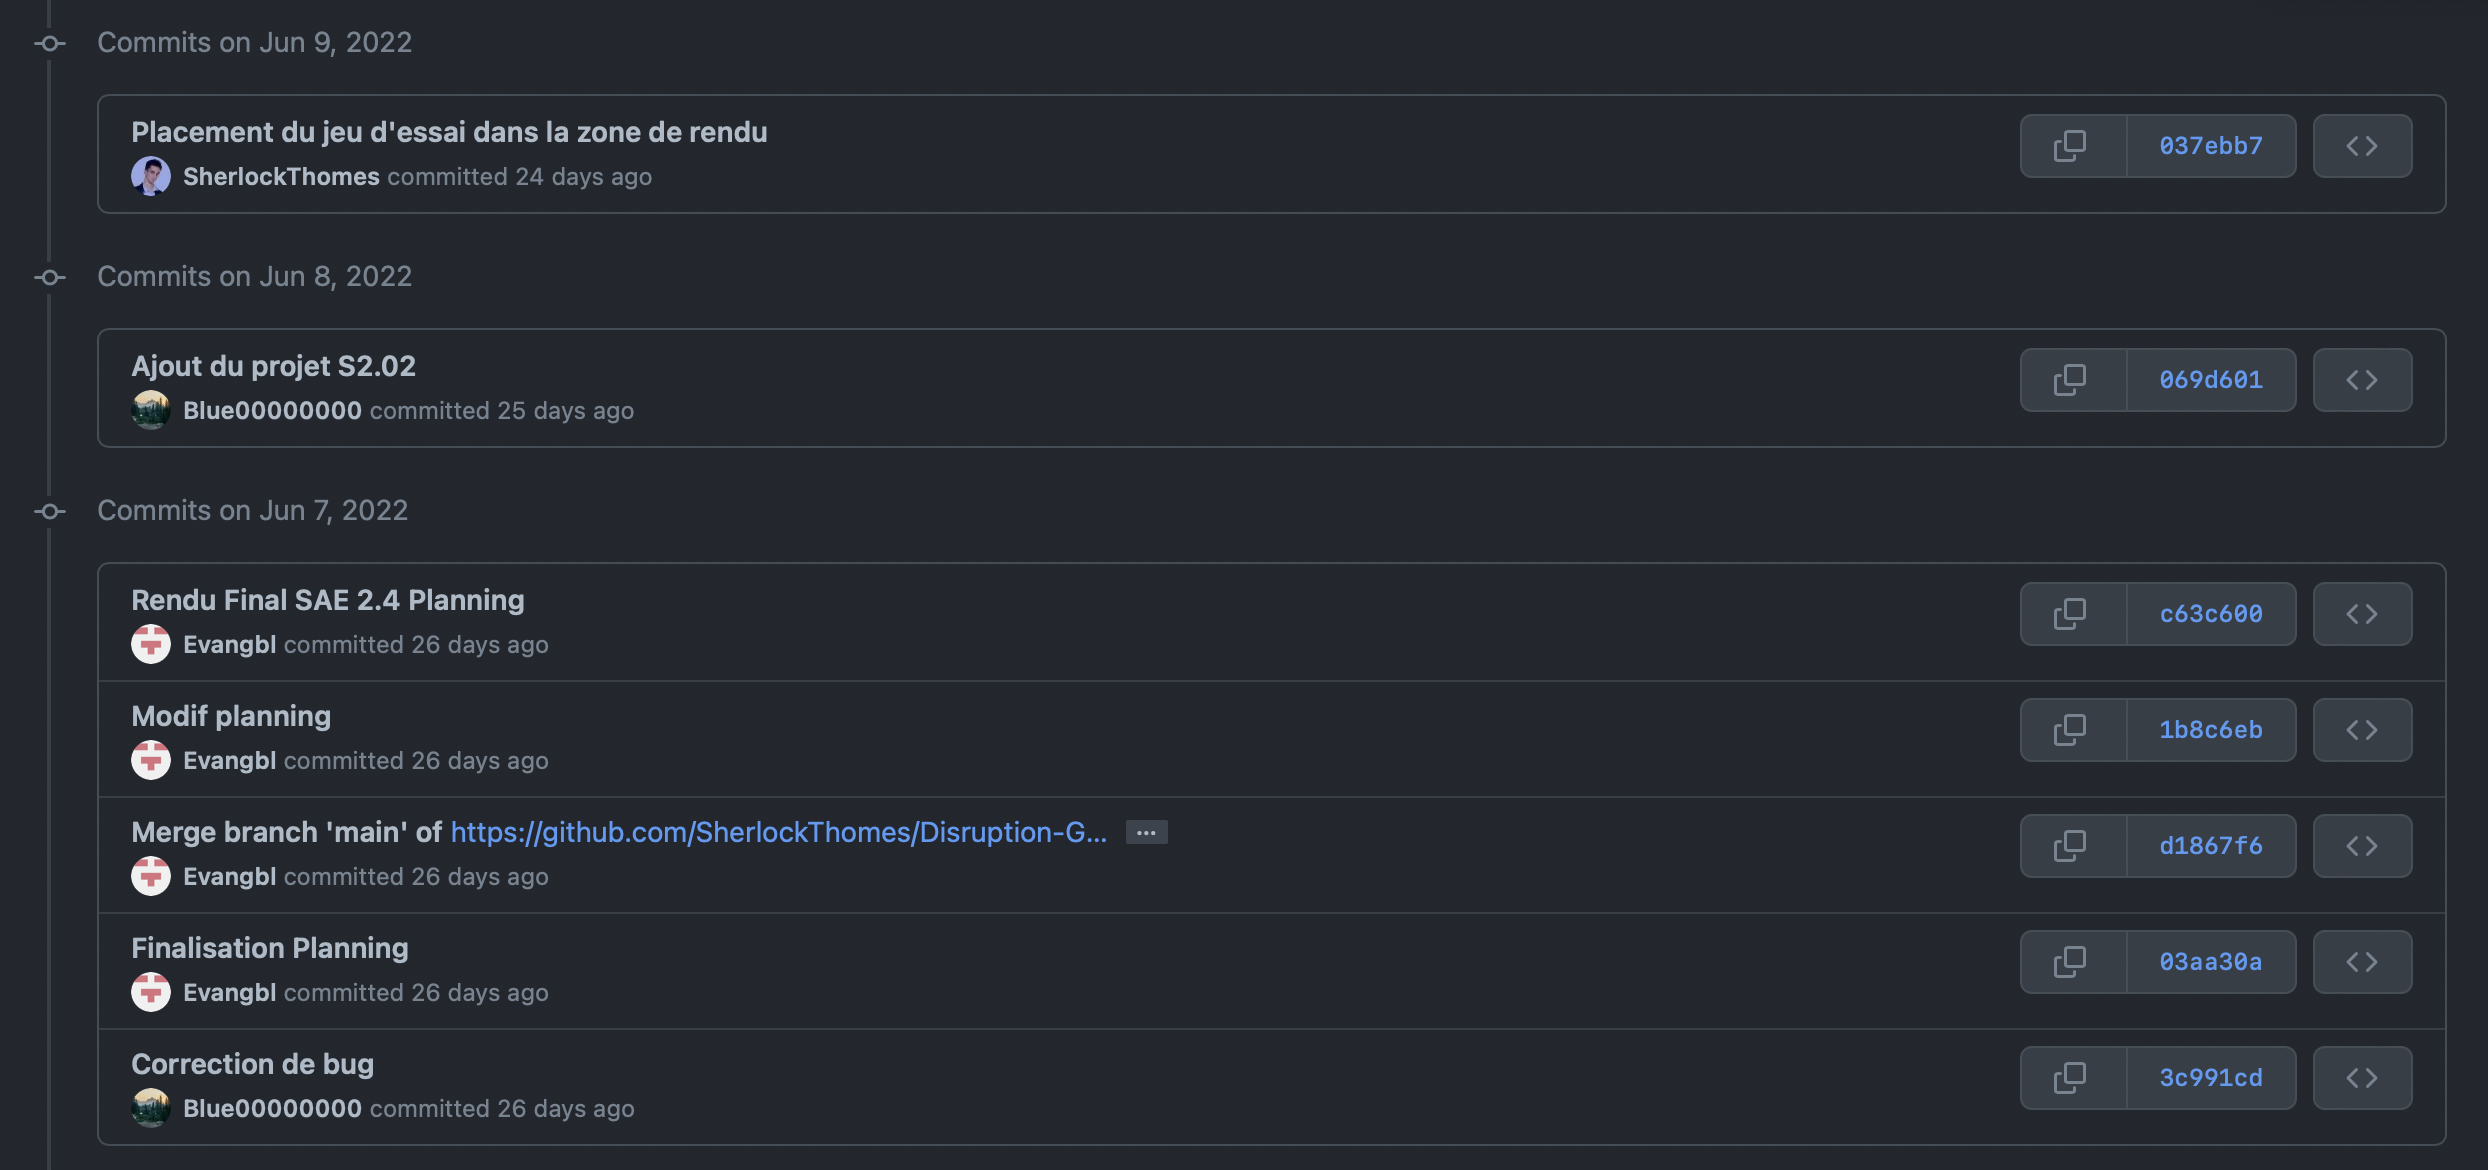 Commits on Jun 9, 2022
Placement du jeu d'essai dans la zone de rendu
037ebb7
SherlockThomes committed 24 days ago
Commits on Jun 8, 2022
Ajout du projet S2.02
069d601
Blue00000000 committed 25 days ago
Commits on Jun 7, 2022
Rendu Final SAE 2.4 Planning
c63c600
Evangbl committed 26 days ago
Modif planning
1b8c6eb
Evangbl committed 26 days ago
Merge branch 'main' of https://github.com/SherlockThomes/Disruption-G... ...
d1867f6
Evangbl committed 26 days ago
Finalisation Planning
03aa30a
Evangbl committed 26 days ago
Correction de bug
3c991cd
Blue00000000 committed 26 days ago